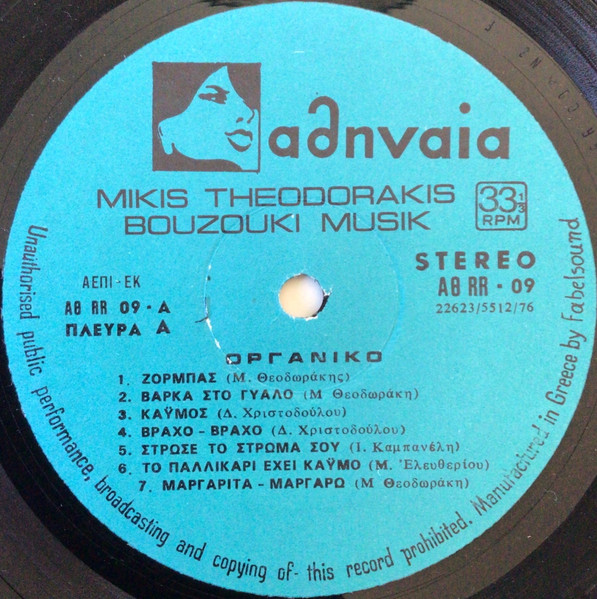 αθηναία
MIKIS THEODORAKIS
BOUZOUKI MUSIK
33 1/3
RPM
STEREO
ΑΕΠΙ-ΕΚ
ΑΘ RR 09-Α
ΠΛΕΥΡΑ Α
ΑΘ RR - 09
22623/5512/76
ΟΡΓΑΝΙΚΟ
1. ΖΟΡΜΠΑΣ (Μ. Θεοδωράκης)
2. ΒΑΡΚΑ ΣΤΟ ΓΥΑΛΟ (Μ Θεοδωράκη)
3. ΚΑΫΜΟΣ (Δ. Χριστοδούλου)
4. ΒΡΑΧΟ - ΒΡΑΧΟ (Δ. Χριστοδούλου)
5. ΣΤΡΩΣΕ ΤΟ ΣΤΡΩΜΑ ΣΟΥ (Ι. Καμπανέλη)
6. ΤΟ ΠΑΛΛΙΚΑΡΙ ΕΧΕΙ ΚΑΫΜΟ (Μ. Ἐλευθερίου)
7. ΜΑΡΓΑΡΙΤΑ - ΜΑΡΓΑΡΩ (Μ Θεοδωράκη)
Unauthorised public performance, broadcasting and copying of- this record prohibited. Manufactured in Greece by Fabelsound